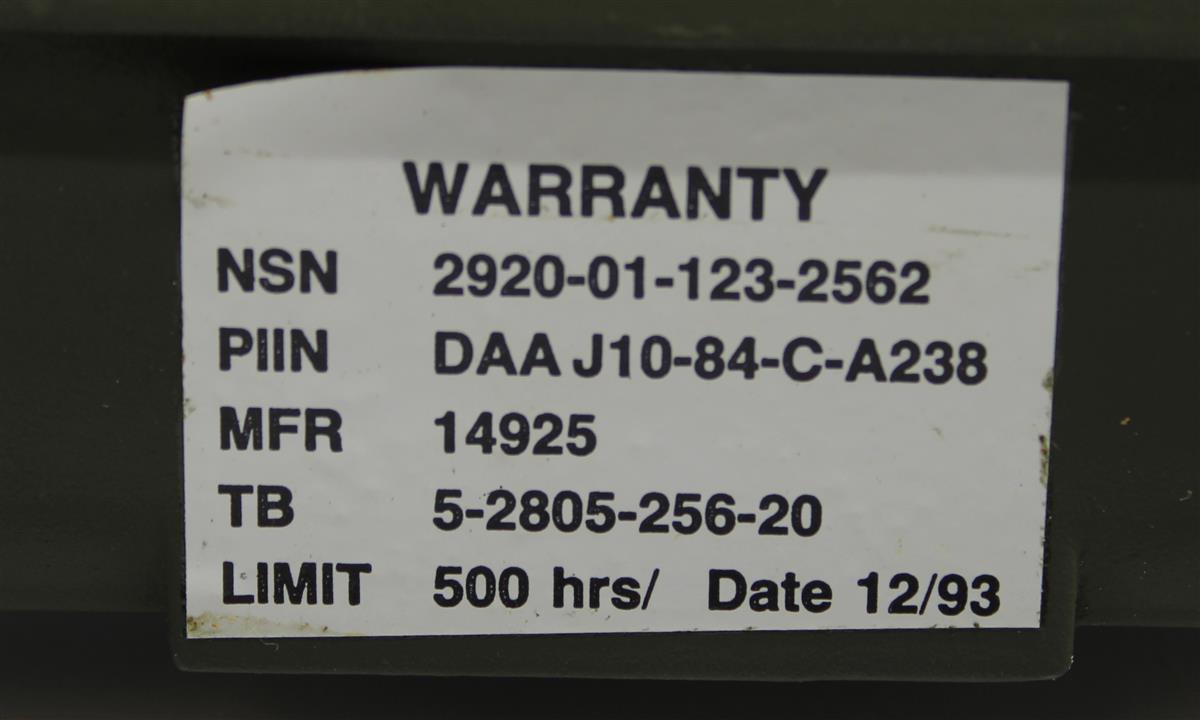 WARRANTY
NSN 2920-01-123-2562
PIIN DAA J10-84-C-A238
MFR 14925
TB 5-2805-256-20
LIMIT 500 hrs/ Date 12/93